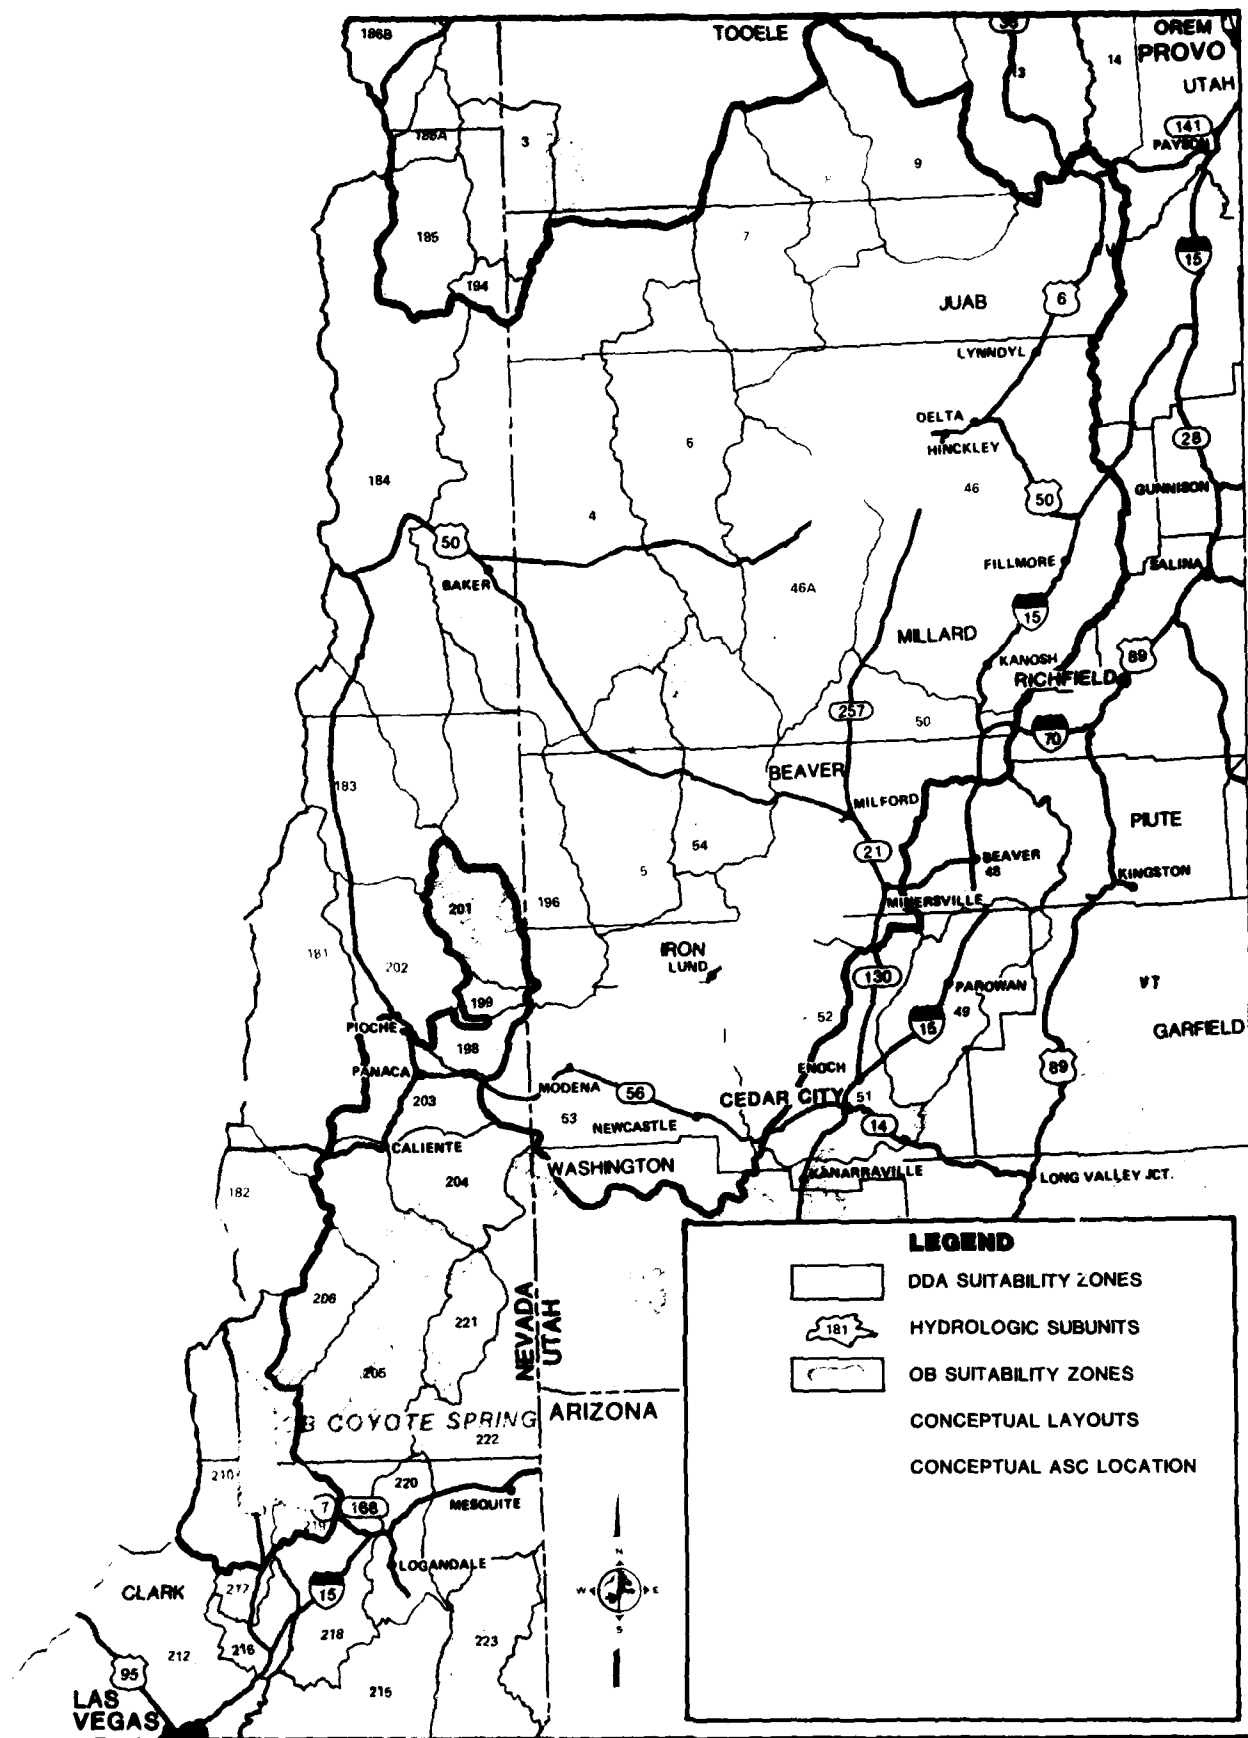 186B
TOOELE
36
13
14
OREM
PROVO
UTAH
141
PAYSON
186A
3
9
185
7
15
194
JUAB
6
LYNNDYL
DELTA
HINCKLEY
28
6
184
46
50
GUNNISON
4
50
BAKER
46A
FILLMORE
SALINA
15
MILLARD
KANOSH
89
RICHFIELD
257
50
70
BEAVER
183
MILFORD
PIUTE
54
21
BEAVER
48
5
KINGSTON
201
196
MINERSVILLE
IRON
LUND
181
202
130
PAROWAN
49
199
52
15
GARFIELD
PIOCHE
198
ENOCH
89
PANACA
MODENA
56
CEDAR CITY
51
203
53
NEWCASTLE
14
CALIENTE
WASHINGTON
KANARRAVILLE
LONG VALLEY JCT.
204
182
206
221
NEVADA
UTAH
205
COYOTE SPRING
ARIZONA
222
210
220
7
168
MESQUITE
219
LOGANDALE
CLARK
217
15
N
W
E
S
212
216
218
223
95
LAS
VEGAS
215
LEGEND
DDA SUITABILITY ZONES
181
HYDROLOGIC SUBUNITS
OB SUITABILITY ZONES
CONCEPTUAL LAYOUTS
CONCEPTUAL ASC LOCATION